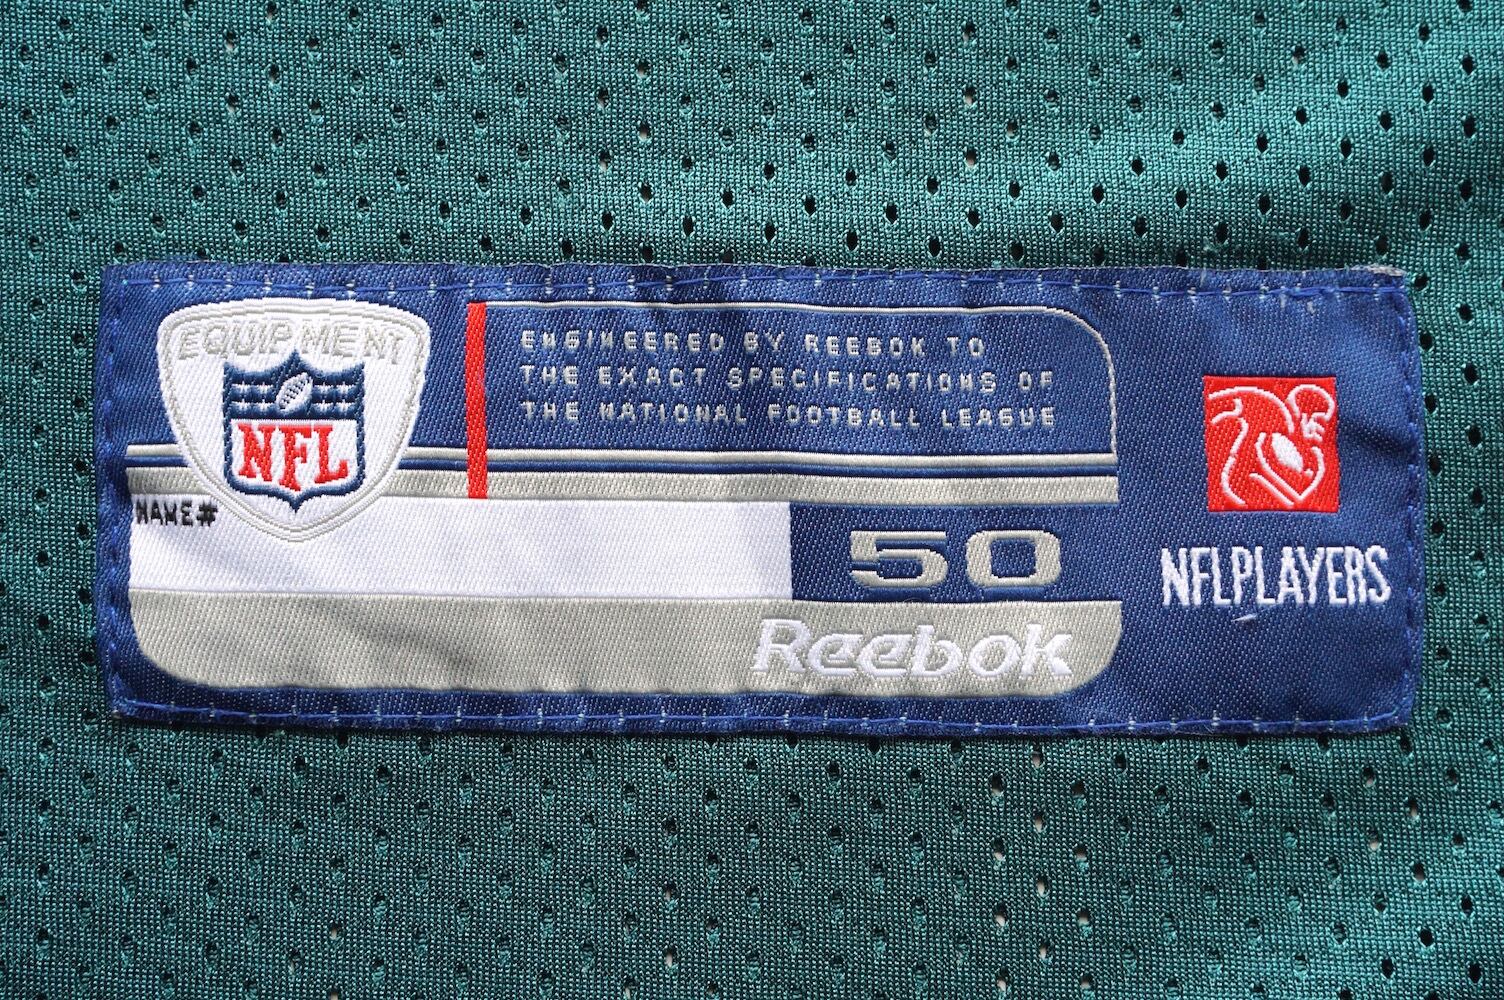 EQUIPMENT
NFL
ENGINEERED BY REEBOK TO
THE EXACT SPECIFICATIONS OF
THE NATIONAL FOOTBALL LEAGUE
NAME#
50
Reebok
NFLPLAYERS